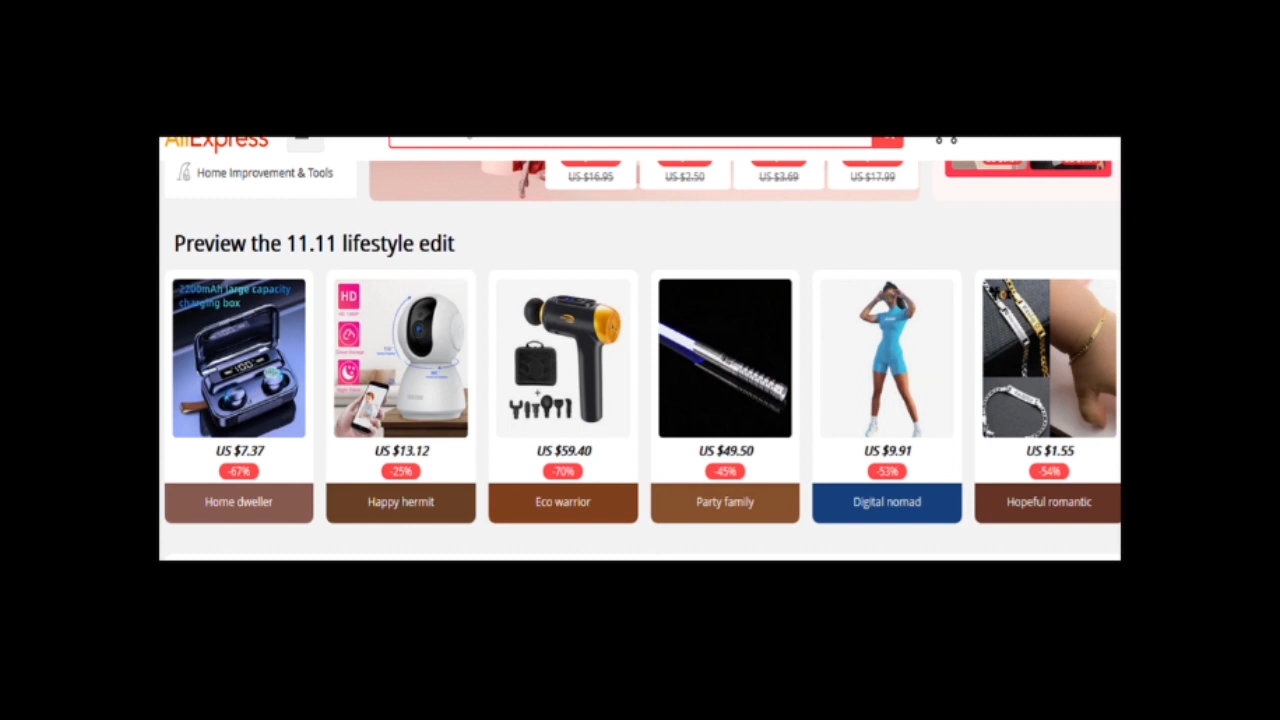 AliExpress
Home Improvement & Tools
US $16.95
US $2.50
US $3.69
US $17.99
Preview the 11.11 lifestyle edit
2200mAh large capacity
charging box
HD
US $7.37
US $13.12
US $59.40
US $49.50
US $9.91
US $1.55
-67%
-25%
-70%
-45%
-53%
-54%
Home dweller
Happy hermit
Eco warrior
Party family
Digital nomad
Hopeful romantic